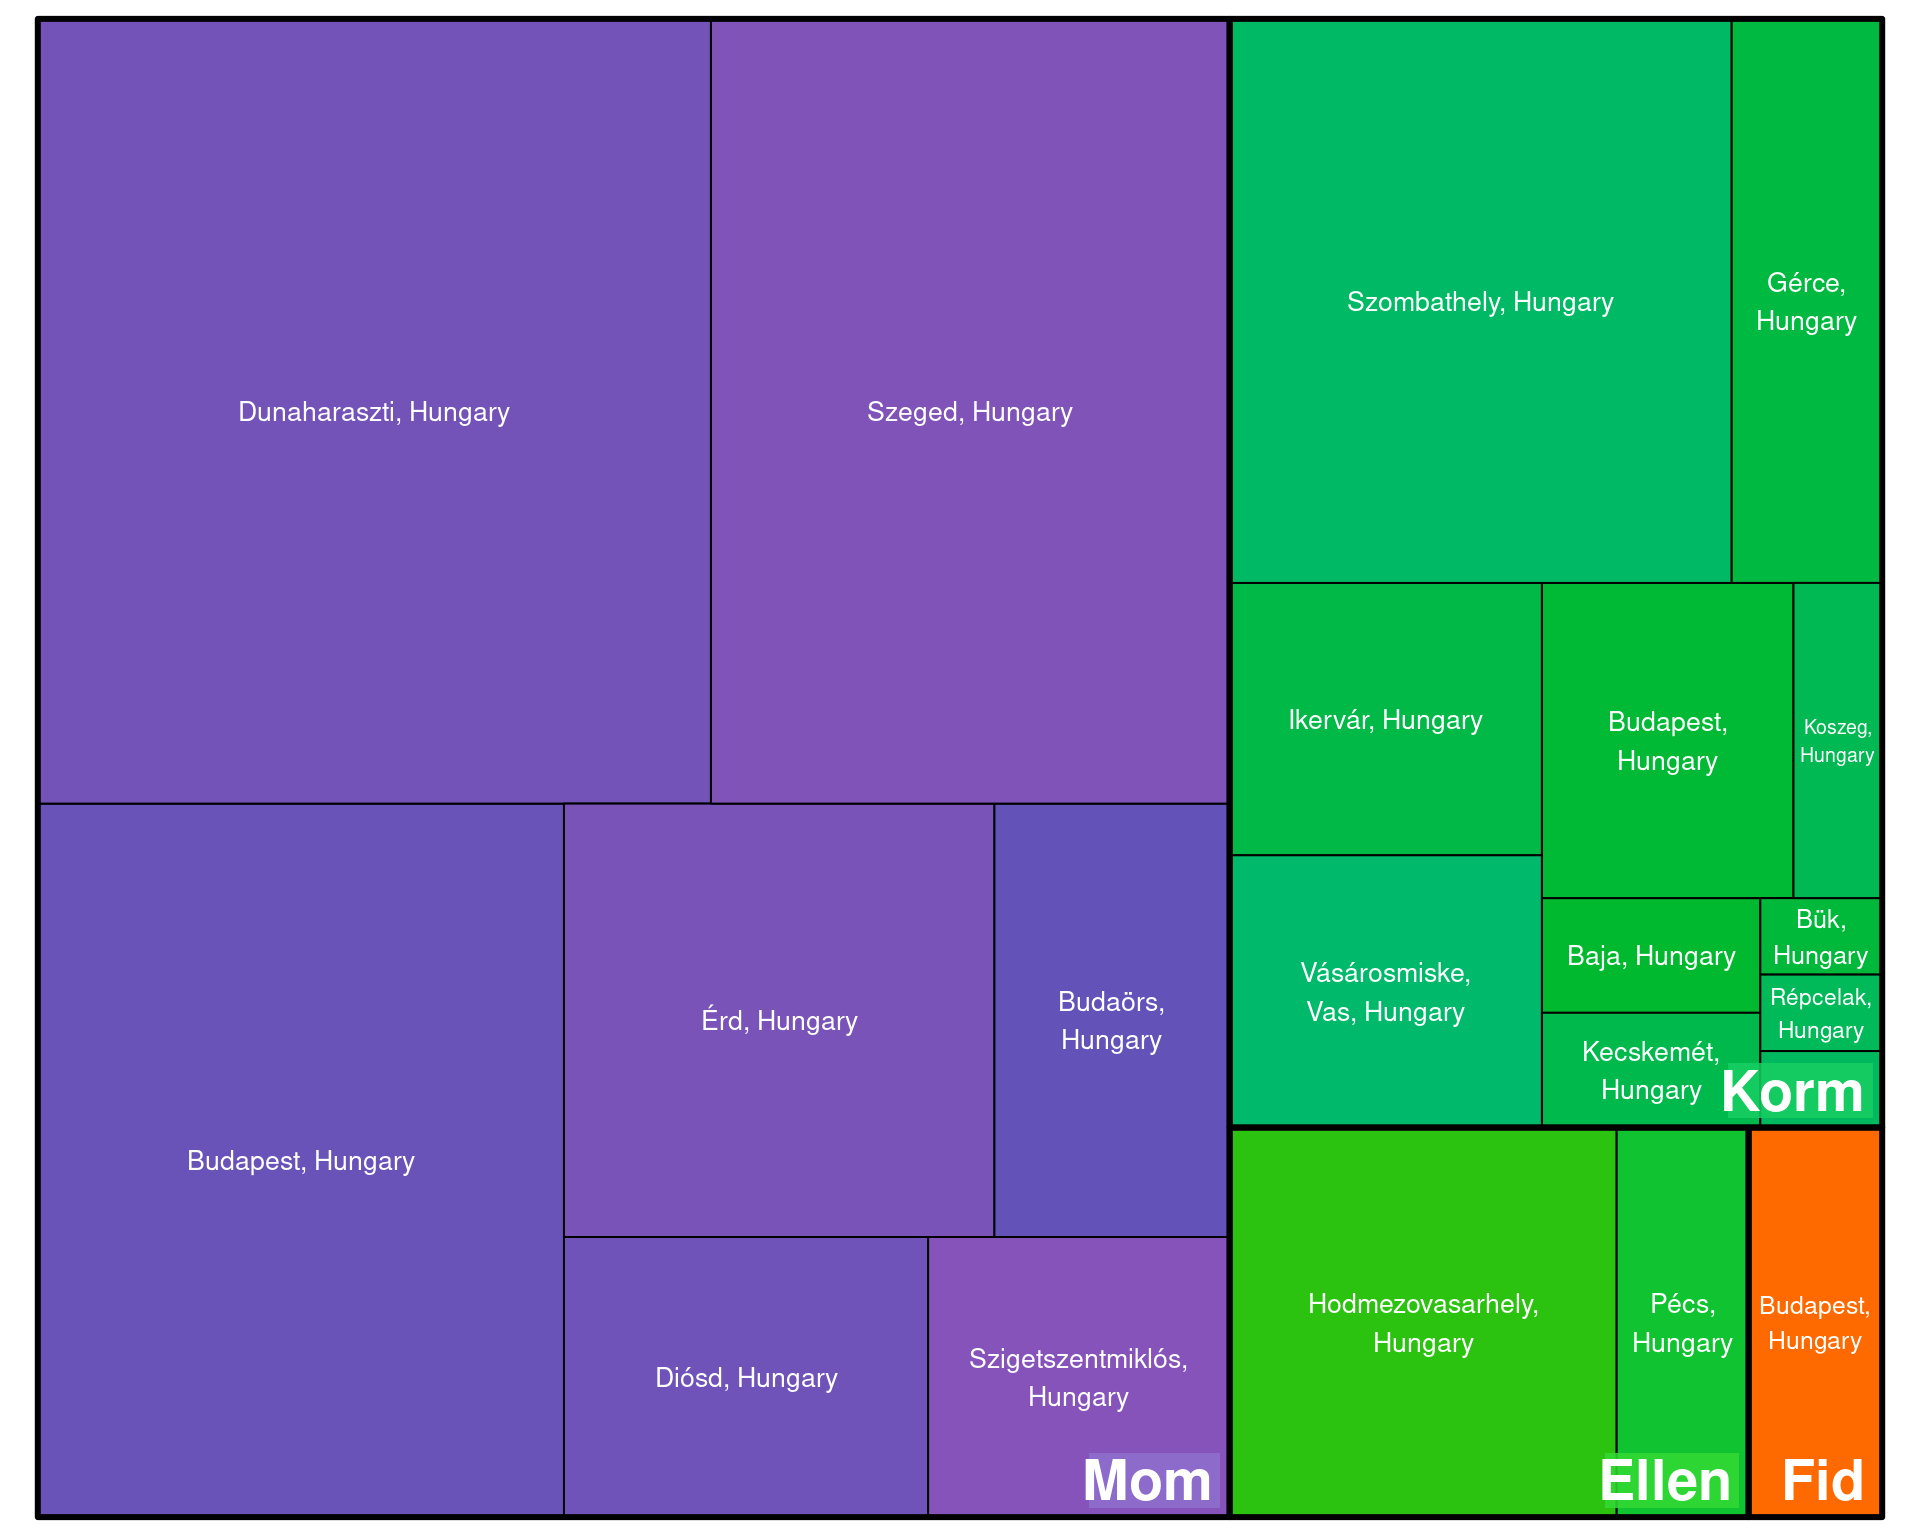 Dunaharaszti, Hungary
Szeged, Hungary
Budapest, Hungary
Érd, Hungary
Budaörs,
Hungary
Diósd, Hungary
Szigetszentmiklós,
Hungary
Mom
Szombathely, Hungary
Gérce,
Hungary
Ikervár, Hungary
Budapest,
Hungary
Koszeg,
Hungary
Vásárosmiske,
Vas, Hungary
Baja, Hungary
Bük,
Hungary
Répcelak,
Hungary
Kecskemét,
Hungary
Korm
Hodmezovasarhely,
Hungary
Pécs,
Hungary
Ellen
Budapest,
Hungary
Fid